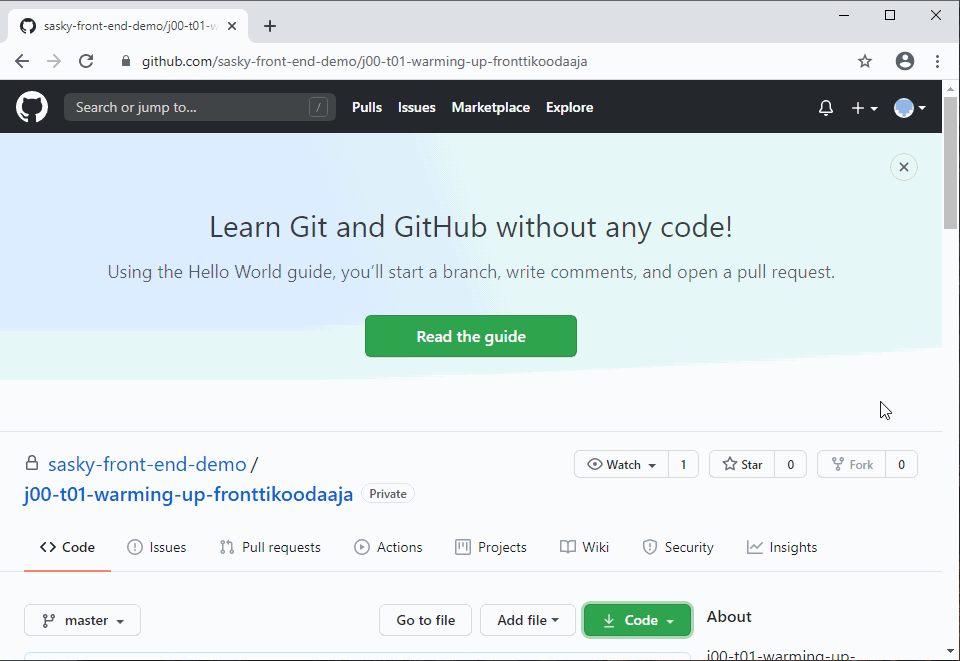 sasky-front-end-demo/j00-t01-w
github.com/sasky-front-end-demo/j00-t01-warming-up-fronttikoodaaja
Search or jump to... / Pulls Issues Marketplace Explore
Learn Git and GitHub without any code!
Using the Hello World guide, you’ll start a branch, write comments, and open a pull request.
Read the guide
sasky-front-end-demo / Watch 1 Star 0 Fork 0
j00-t01-warming-up-fronttikoodaaja Private
Code Issues Pull requests Actions Projects Wiki Security Insights
master Go to file Add file Code About
j00-t01-warming-up-